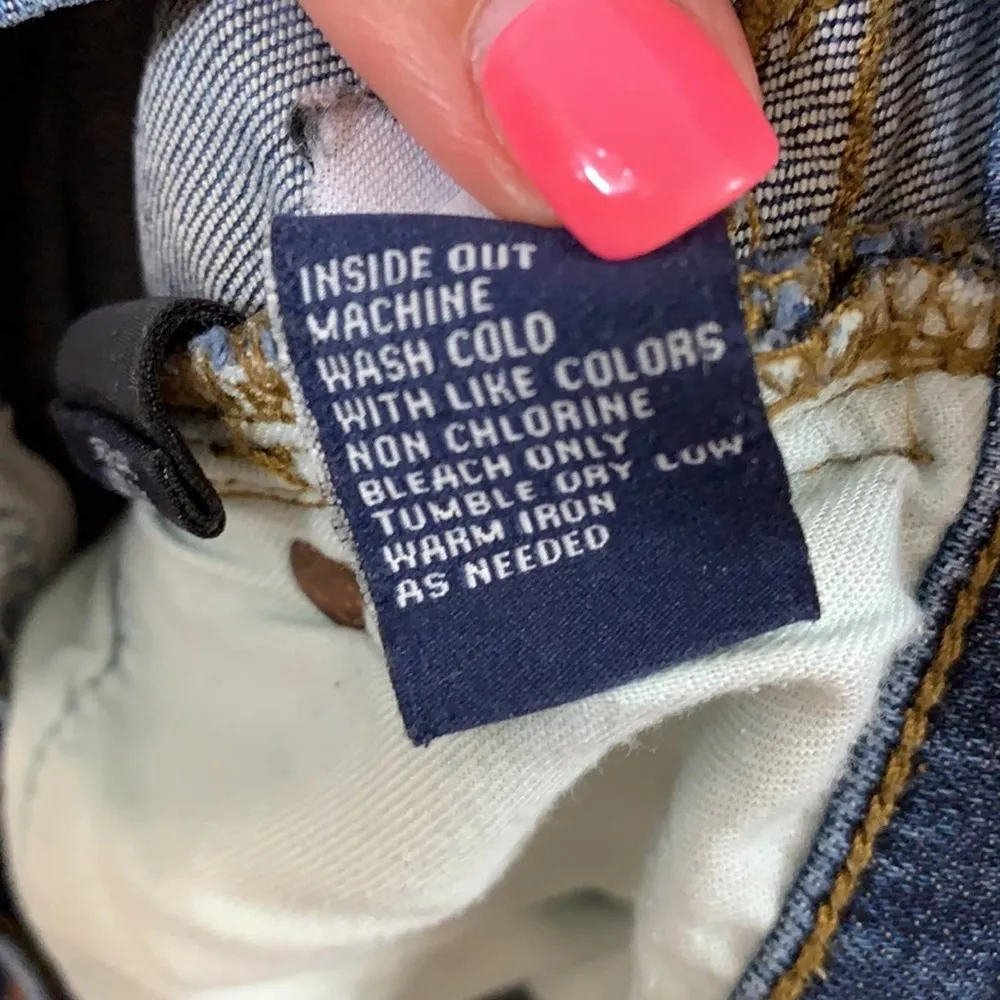 INSIDE OUT
MACHINE
WASH COLD
WITH LIKE COLORS
NON CHLORINE
BLEACH ONLY
TUMBLE DRY LOW
WARM IRON
AS NEEDED